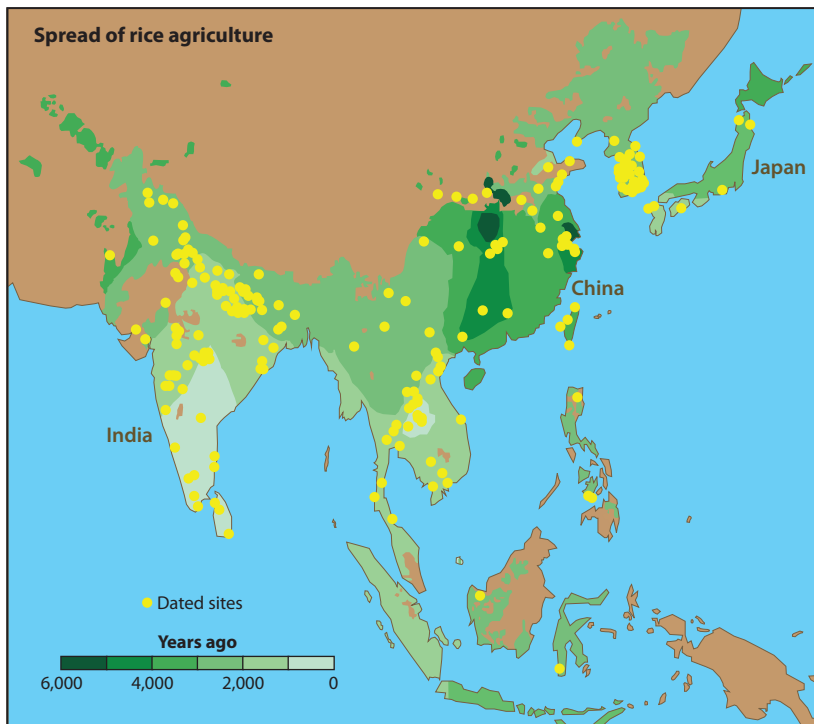 Spread of rice agriculture
Japan
China
India
Dated sites
Years ago
6,000 4,000 2,000 0